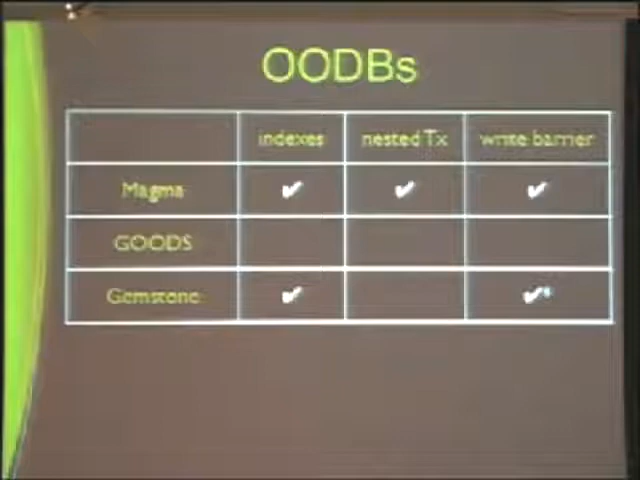 OODBs
indexes nested Tx write barrier
Magma ✔ ✔ ✔
GOODS
Gemstone ✔ ✔*